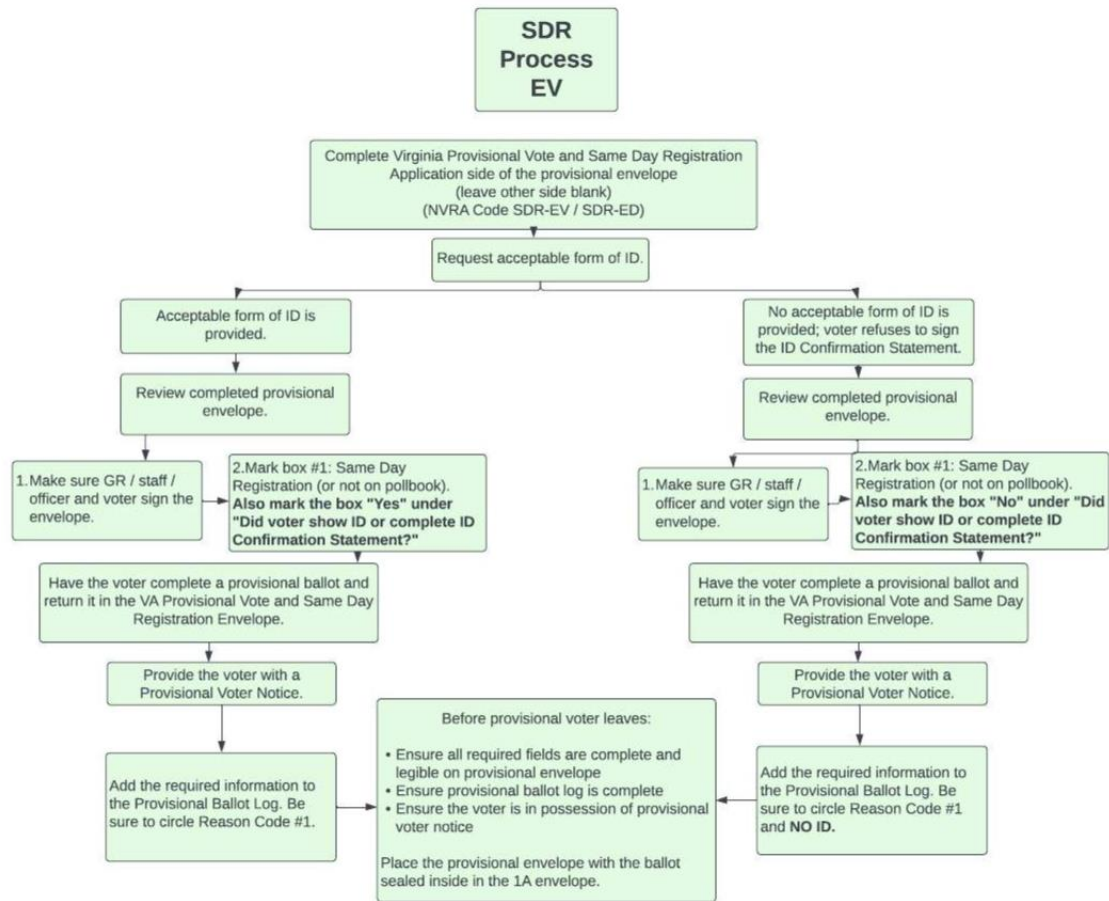 SDR
Process
EV
Complete Virginia Provisional Vote and Same Day Registration
Application side of the provisional envelope
(leave other side blank)
(NVRA Code SDR-EV / SDR-ED)
Request acceptable form of ID.
Acceptable form of ID is
provided.
Review completed provisional
envelope.
1. Make sure GR / staff /
officer and voter sign the
envelope.
2.Mark box #1: Same Day
Registration (or not on pollbook).
Also mark the box "Yes" under
"Did voter show ID or complete ID
Confirmation Statement?"
Have the voter complete a provisional ballot and
return it in the VA Provisional Vote and Same Day
Registration Envelope.
Provide the voter with a
Provisional Voter Notice.
Add the required information to
the Provisional Ballot Log. Be
sure to circle Reason Code #1.
No acceptable form of ID is
provided; voter refuses to sign
the ID Confirmation Statement.
Review completed provisional
envelope.
1. Make sure GR / staff /
officer and voter sign the
envelope.
2.Mark box #1: Same Day
Registration (or not on pollbook).
Also mark the box "No" under "Did
voter show ID or complete ID
Confirmation Statement?"
Have the voter complete a provisional ballot and
return it in the VA Provisional Vote and Same Day
Registration Envelope.
Provide the voter with a
Provisional Voter Notice.
Add the required information to
the Provisional Ballot Log. Be
sure to circle Reason Code #1
and NO ID.
Before provisional voter leaves:
• Ensure all required fields are complete and
legible on provisional envelope
• Ensure provisional ballot log is complete
• Ensure the voter is in possession of provisional
voter notice
Place the provisional envelope with the ballot
sealed inside in the 1A envelope.